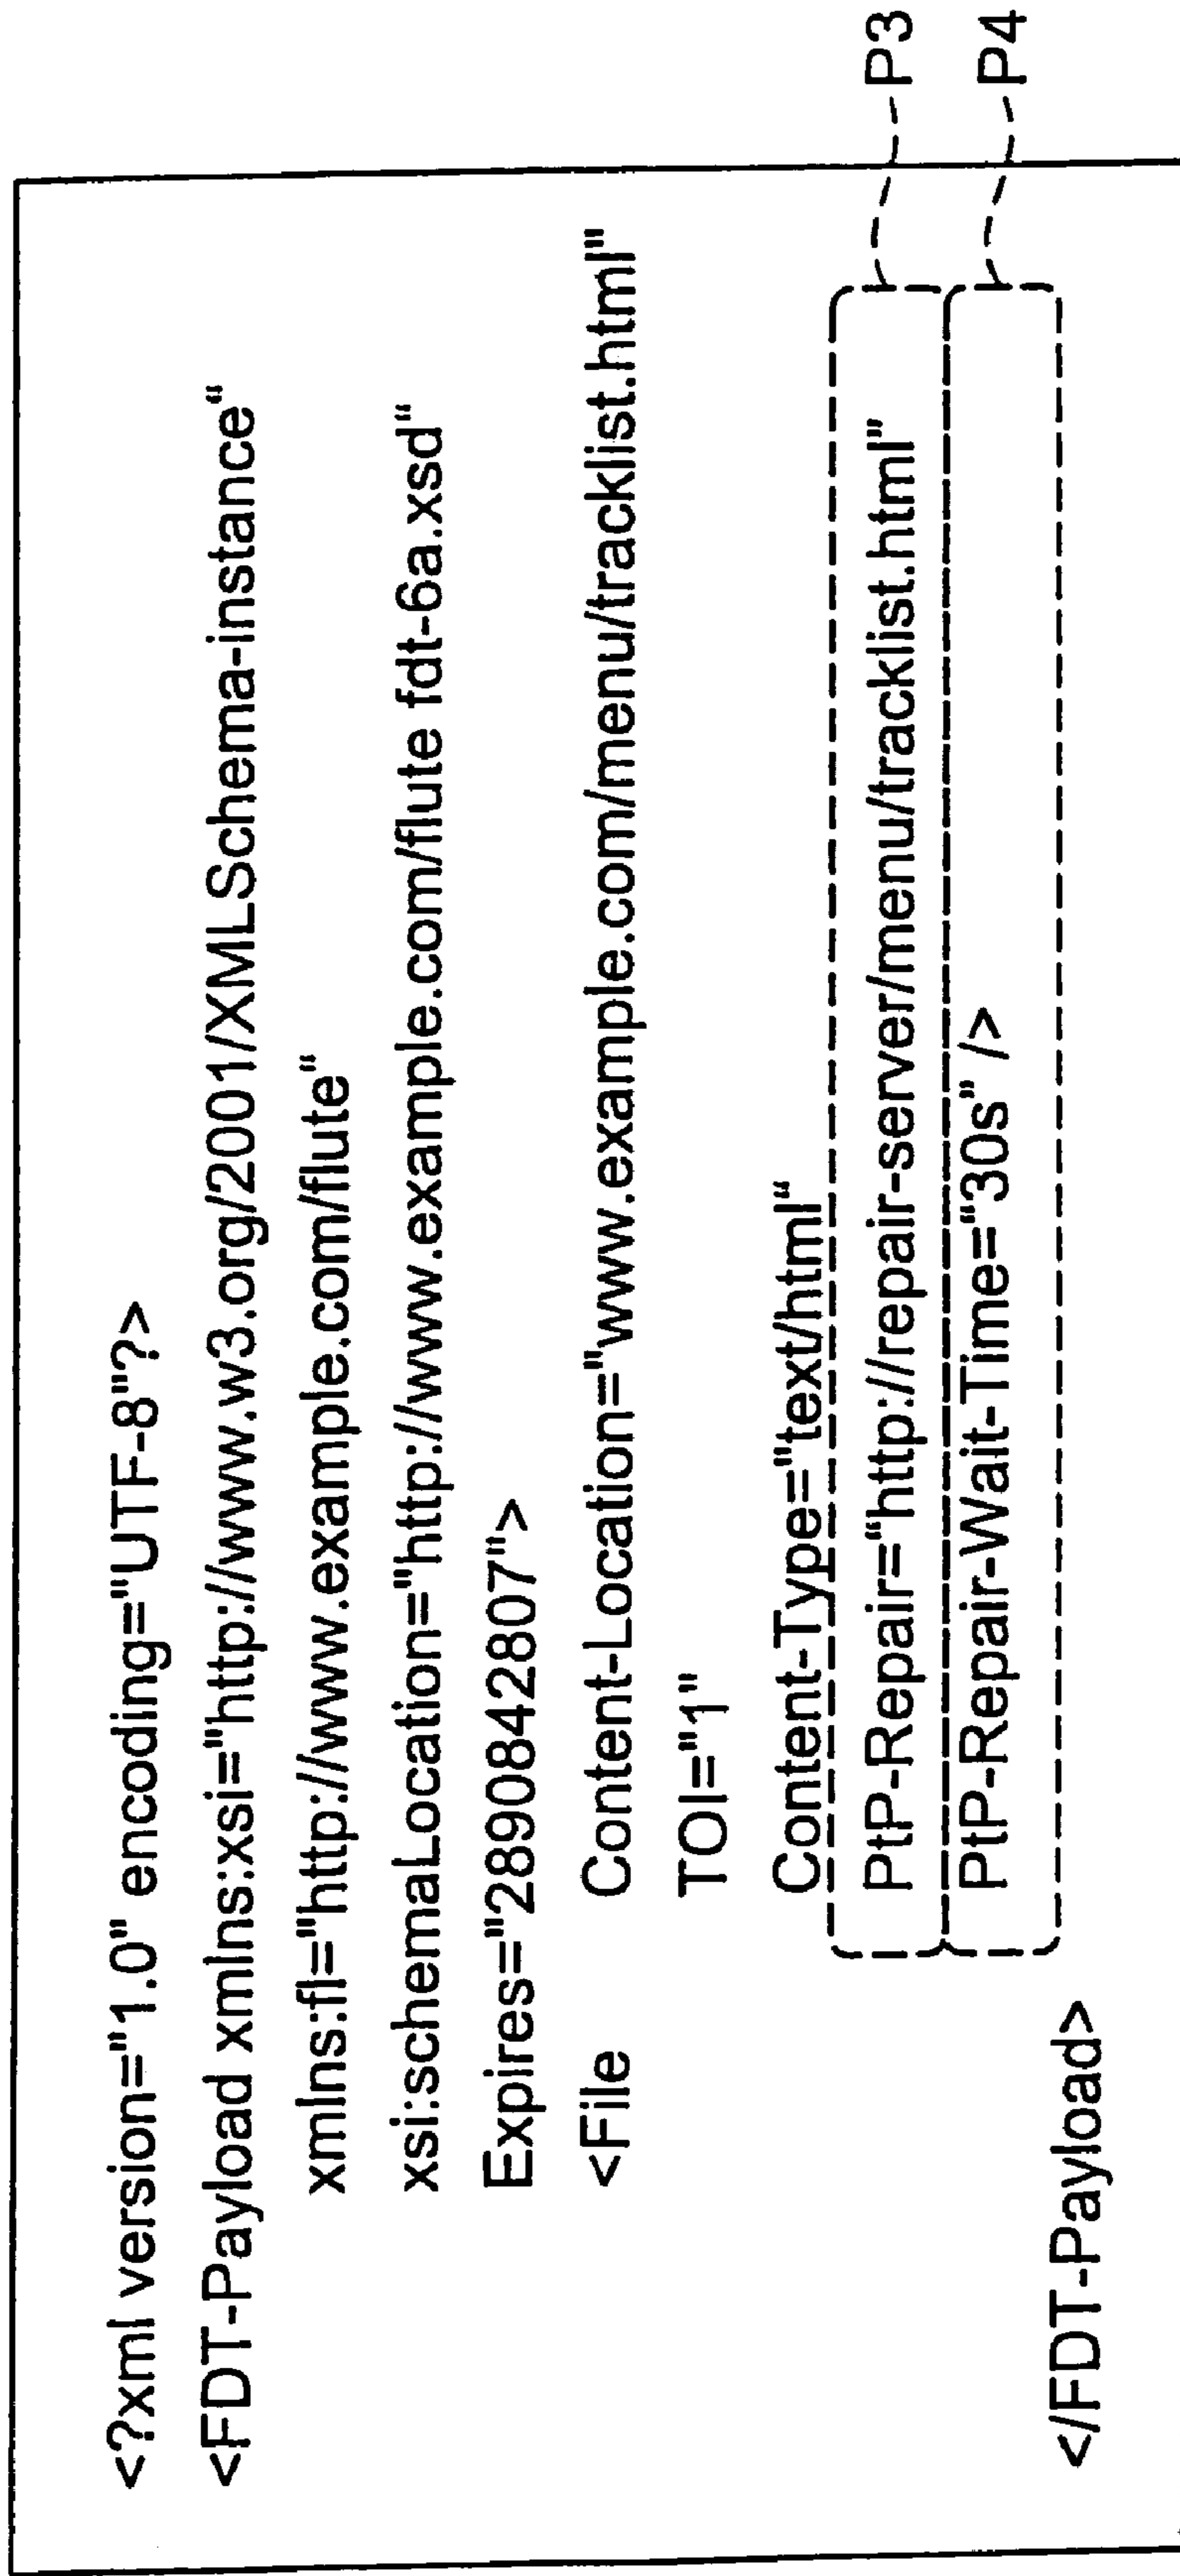 <?xml version="1.0" encoding="UTF-8"?>
<FDT-Payload xmlns:xsi="http://www.w3.org/2001/XMLSchema-instance“
xmlns:fl="http://www.example.com/flute“
xsi:schemaLocation="http://www.example.com/flute fdt-6a.xsd“
Expires="2890842807">
<File Content-Location="www.example.com/menu/tracklist.html"
TOI="1"
Content-Type="text/html“
PtP-Repair=“http://repair-server/menu/tracklist.html" P3
PtP-Repair-Wait-Time=“30s" /> P4
</FDT-Payload>